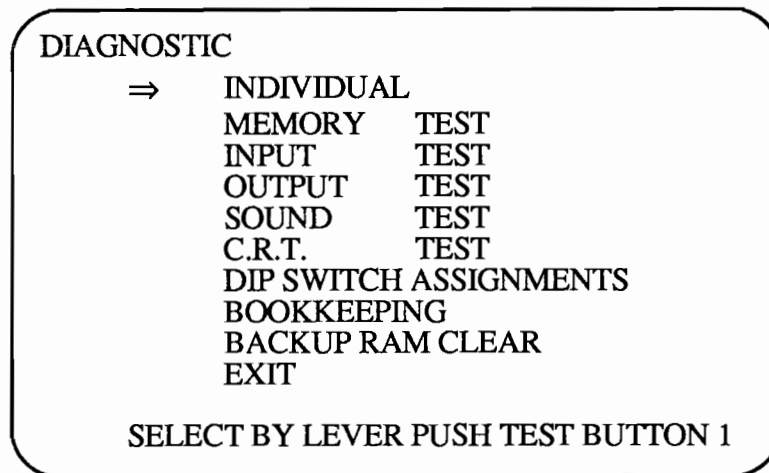 DIAGNOSTIC
⇒ INDIVIDUAL
MEMORY TEST
INPUT TEST
OUTPUT TEST
SOUND TEST
C.R.T. TEST
DIP SWITCH ASSIGNMENTS
BOOKKEEPING
BACKUP RAM CLEAR
EXIT
SELECT BY LEVER PUSH TEST BUTTON 1